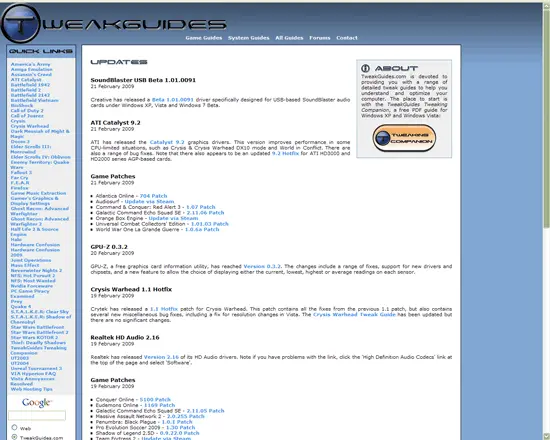 TWEAKGUIDES
Game Guides System Guides All Guides Forums Contact
QUICK LINKS
America's Army
Amiga Emulation
Assassin's Creed
ATI Catalyst
Battlefield 1942
Battlefield 2
Battlefield 2142
Battlefield Vietnam
BioShock
Call of Duty 2
Call of Juarez
Crysis
Crysis Warhead
Dark Messiah of Might &
Magic
Doom 3
Elder Scrolls III:
Morrowind
Elder Scrolls IV: Oblivion
Enemy Territory: Quake
Wars
Fallout 3
Far Cry
F.E.A.R
Firefox
Game Music Extraction
Gamer's Graphics &
Display Settings
Ghost Recon: Advanced
Warfighter
Ghost Recon: Advanced
Warfighter 2
Half Life 2 & Source
Engine
Halo
Hardware Confusion
Hardware Confusion
2009
Joint Operations
Mass Effect
Neverwinter Nights 2
NFS: Hot Pursuit 2
NFS: Most Wanted
Nvidia Forceware
PC Game Piracy
Examined
Prey
Quake 4
S.T.A.L.K.E.R: Clear Sky
S.T.A.L.K.E.R: Shadow of
Chernobyl
Star Wars Battlefront
Star Wars Battlefront 2
Star Wars KOTOR 2
Thief: Deadly Shadows
TweakGuides Tweaking
Companion
UT2003
UT2004
Unreal Tournament 3
VIA Hyperion FAQ
Vista Annoyances
Resolved
Web Hosting Tips
Google
Web
TweakGuides.com
UPDATES
SoundBlaster USB Beta 1.01.0091
21 February 2009
Creative has released a Beta 1.01.0091 driver specifically designed for USB-based SoundBlaster audio
cards under Windows XP, Vista and Windows 7 Beta.
ATI Catalyst 9.2
21 February 2009
ATI has released the Catalyst 9.2 graphics drivers. This version improves performance in some
CPU-limited situations, such as Crysis & Crysis Warhead DX10 mode and World in Conflict. There are
also a range of bug fixes. Note that there also appears to be an updated 9.2 Hotfix for ATI HD3000 and
HD2000 series AGP-based cards.
Game Patches
21 February 2009
Atlantica Online - 704 Patch
Audiosurf - Update via Steam
Command & Conquer: Red Alert 3 - 1.07 Patch
Galactic Command Echo Squad SE - 2.11.06 Patch
Orange Box Engine - Update via Steam
Universal Combat Collectors' Edition - 1.01.03 Patch
World War One La Grande Guerre - 1.0.6a Patch
GPU-Z 0.3.2
20 February 2009
GPU-Z, a free graphics card information utility, has reached Version 0.3.2. The changes include a range of fixes, support for new drivers and
chipsets, and a new feature to allow the choice of displaying either the current, lowest, highest or average readings on each sensor.
Crysis Warhead 1.1 Hotfix
19 February 2009
Crytek has released a 1.1 Hotfix patch for Crysis Warhead. This patch contains all the fixes from the previous 1.1 patch, but also contains
several new miscellaneous bug fixes, including a fix for resolution changes in Vista. The Crysis Warhead Tweak Guide has been updated but
there are no significant changes.
Realtek HD Audio 2.16
19 February 2009
Realtek has released Version 2.16 of its HD Audio drivers. Note if you have problems with the link, click the 'High Definition Audio Codecs' link at
the top of the page and select 'Software'.
Game Patches
19 February 2009
Conquer Online - 5100 Patch
Eudemons Online - 1160 Patch
Galactic Command Echo Squad SE - 2.11.05 Patch
Massive Assault Network 2 - 2.0.255 Patch
Penumbra: Black Plague - 1.0.1 Patch
Pro Evolution Soccer 2009 - 1.30 Patch
Shadow of Legend 2.5D - 0.9.22.0 Patch
Team Fortress 2 - Update via Steam
ABOUT
TweakGuides.com is devoted to
providing you with a range of
detailed tweak guides to help you
understand and optimize your
computer. The place to start is
with the TweakGuides Tweaking
Companion, a free PDF guide for
Windows XP and Windows Vista:
TWEAKING
COMPANION